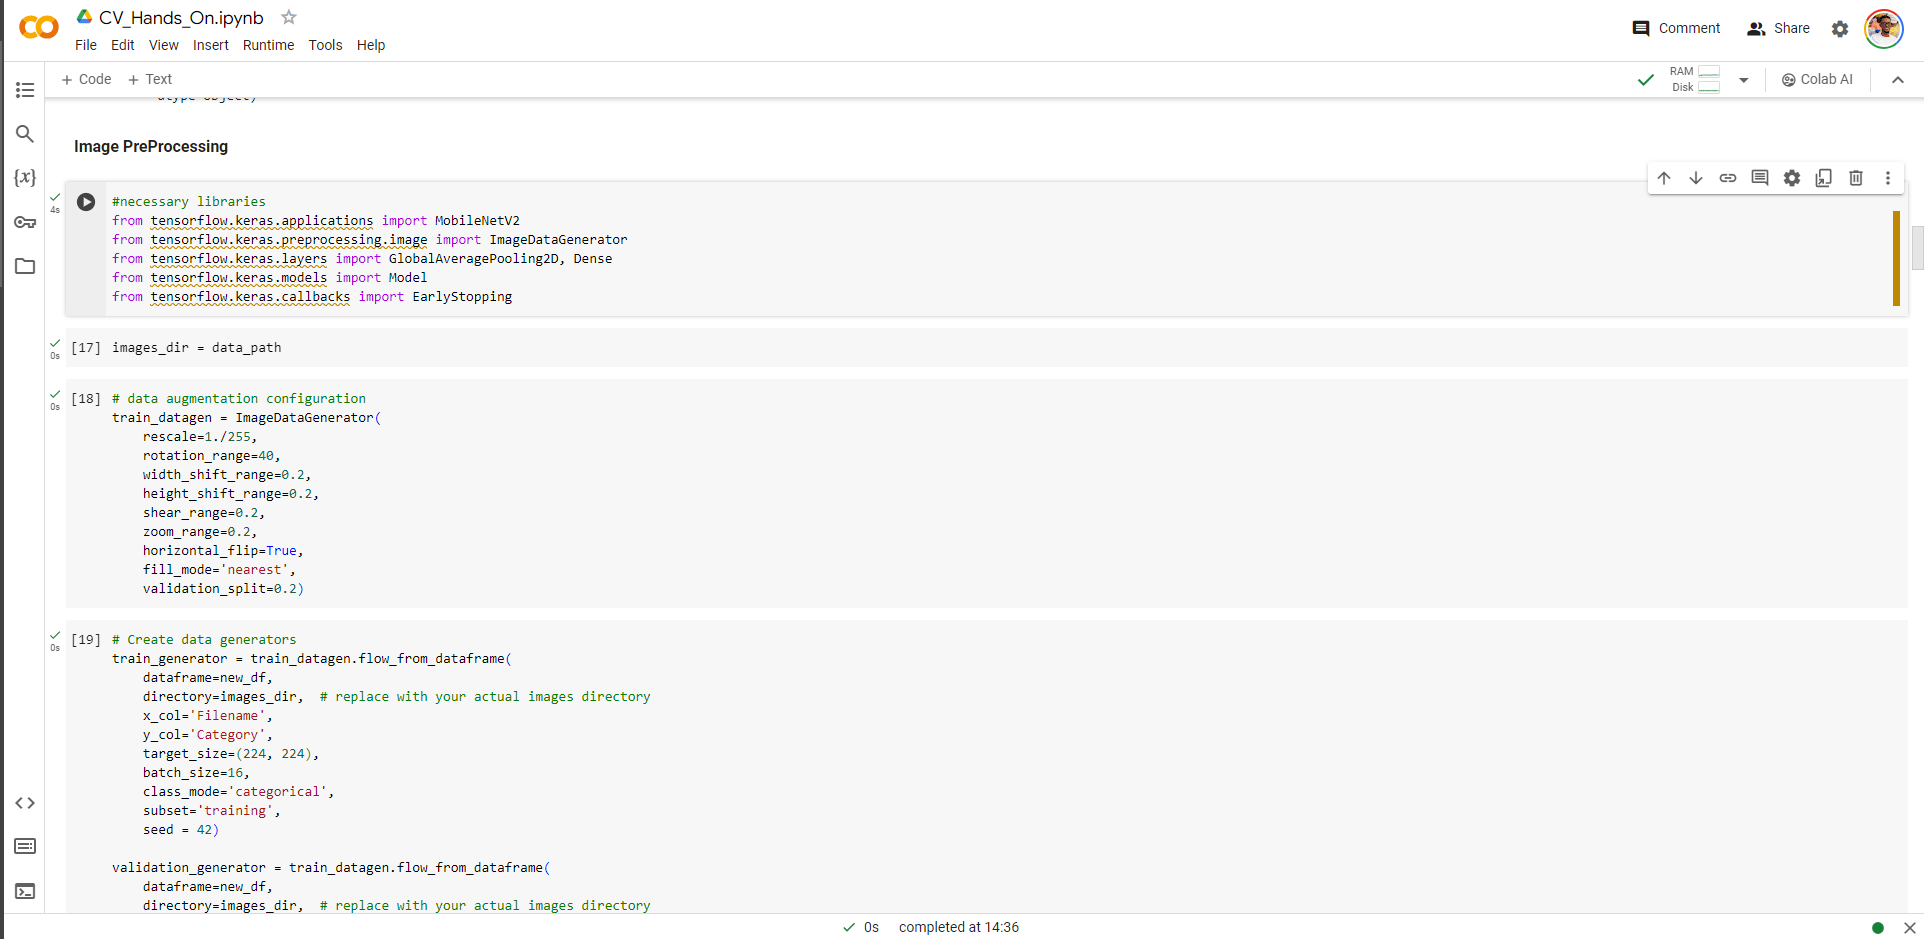 CV_Hands_On.ipynb
File Edit View Insert Runtime Tools Help
Comment
Share
+ Code + Text
RAM
Disk
Colab AI
dtype=object)
Image PreProcessing
{x}
4s
#necessary libraries
from tensorflow.keras.applications import MobileNetV2
from tensorflow.keras.preprocessing.image import ImageDataGenerator
from tensorflow.keras.layers import GlobalAveragePooling2D, Dense
from tensorflow.keras.models import Model
from tensorflow.keras.callbacks import EarlyStopping
0s
[17] images_dir = data_path
0s
[18] # data augmentation configuration
train_datagen = ImageDataGenerator(
rescale=1./255,
rotation_range=40,
width_shift_range=0.2,
height_shift_range=0.2,
shear_range=0.2,
zoom_range=0.2,
horizontal_flip=True,
fill_mode='nearest',
validation_split=0.2)
0s
[19] # Create data generators
train_generator = train_datagen.flow_from_dataframe(
dataframe=new_df,
directory=images_dir,  # replace with your actual images directory
x_col='Filename',
y_col='Category',
target_size=(224, 224),
batch_size=16,
class_mode='categorical',
subset='training',
seed = 42)
validation_generator = train_datagen.flow_from_dataframe(
dataframe=new_df,
directory=images_dir,  # replace with your actual images directory
0s completed at 14:36